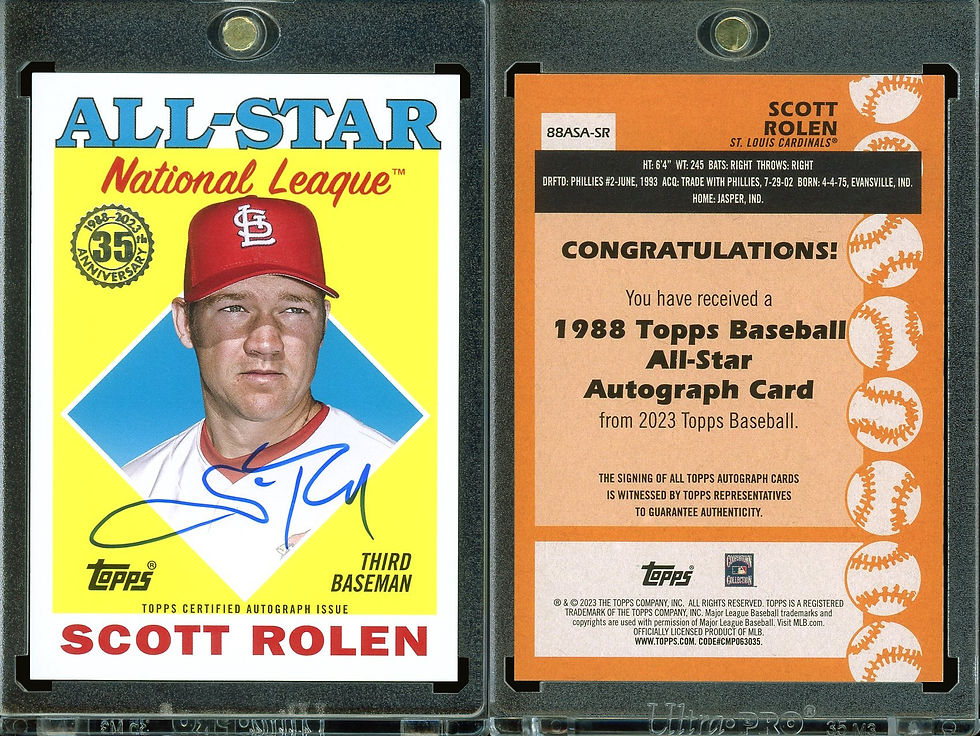 ALL-STAR
National League™
1988-2023
35th
ANNIVERSARY
StL
Topps®
THIRD
BASEMAN
TOPPS CERTIFIED AUTOGRAPH ISSUE
SCOTT ROLEN
88ASA-SR
SCOTT
ROLEN
ST. LOUIS CARDINALS®
HT: 6'4" WT: 245 BATS: RIGHT THROWS: RIGHT
DRFTD: PHILLIES #2-JUNE, 1993 ACQ: TRADE WITH PHILLIES, 7-29-02 BORN: 4-4-75, EVANSVILLE, IND.
HOME: JASPER, IND.
CONGRATULATIONS!
You have received a
1988 Topps Baseball
All-Star
Autograph Card
from 2023 Topps Baseball.
THE SIGNING OF ALL TOPPS AUTOGRAPH CARDS
IS WITNESSED BY TOPPS REPRESENTATIVES
TO GUARANTEE AUTHENTICITY.
Topps®
COOPERSTOWN
COLLECTION
® & © 2023 THE TOPPS COMPANY, INC. ALL RIGHTS RESERVED. TOPPS IS A REGISTERED
TRADEMARK OF THE TOPPS COMPANY, INC. Major League Baseball trademarks and
copyrights are used with permission of Major League Baseball. Visit MLB.com.
OFFICIALLY LICENSED PRODUCT OF MLB.
WWW.TOPPS.COM. CODE#CMP063035.
Ultra·PRO®